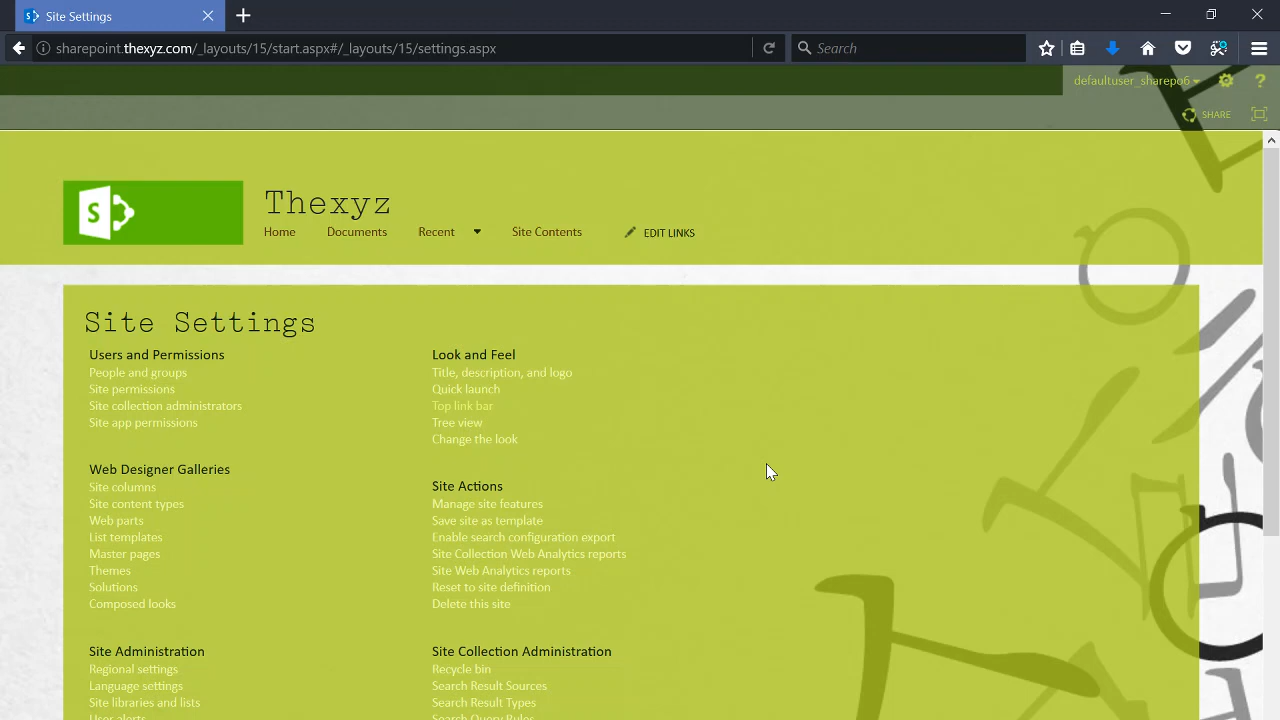 Site Settings
sharepoint.thexyz.com/_layouts/15/start.aspx#/_layouts/15/settings.aspx
Search
defaultuser_sharepo6
?
SHARE
S
Thexyz
Home
Documents
Recent
Site Contents
EDIT LINKS
Site Settings
Users and Permissions
People and groups
Site permissions
Site collection administrators
Site app permissions
Web Designer Galleries
Site columns
Site content types
Web parts
List templates
Master pages
Themes
Solutions
Composed looks
Site Administration
Regional settings
Language settings
Site libraries and lists
User alerts
Look and Feel
Title, description, and logo
Quick launch
Top link bar
Tree view
Change the look
Site Actions
Manage site features
Save site as template
Enable search configuration export
Site Collection Web Analytics reports
Site Web Analytics reports
Reset to site definition
Delete this site
Site Collection Administration
Recycle bin
Search Result Sources
Search Result Types
Search Query Rules